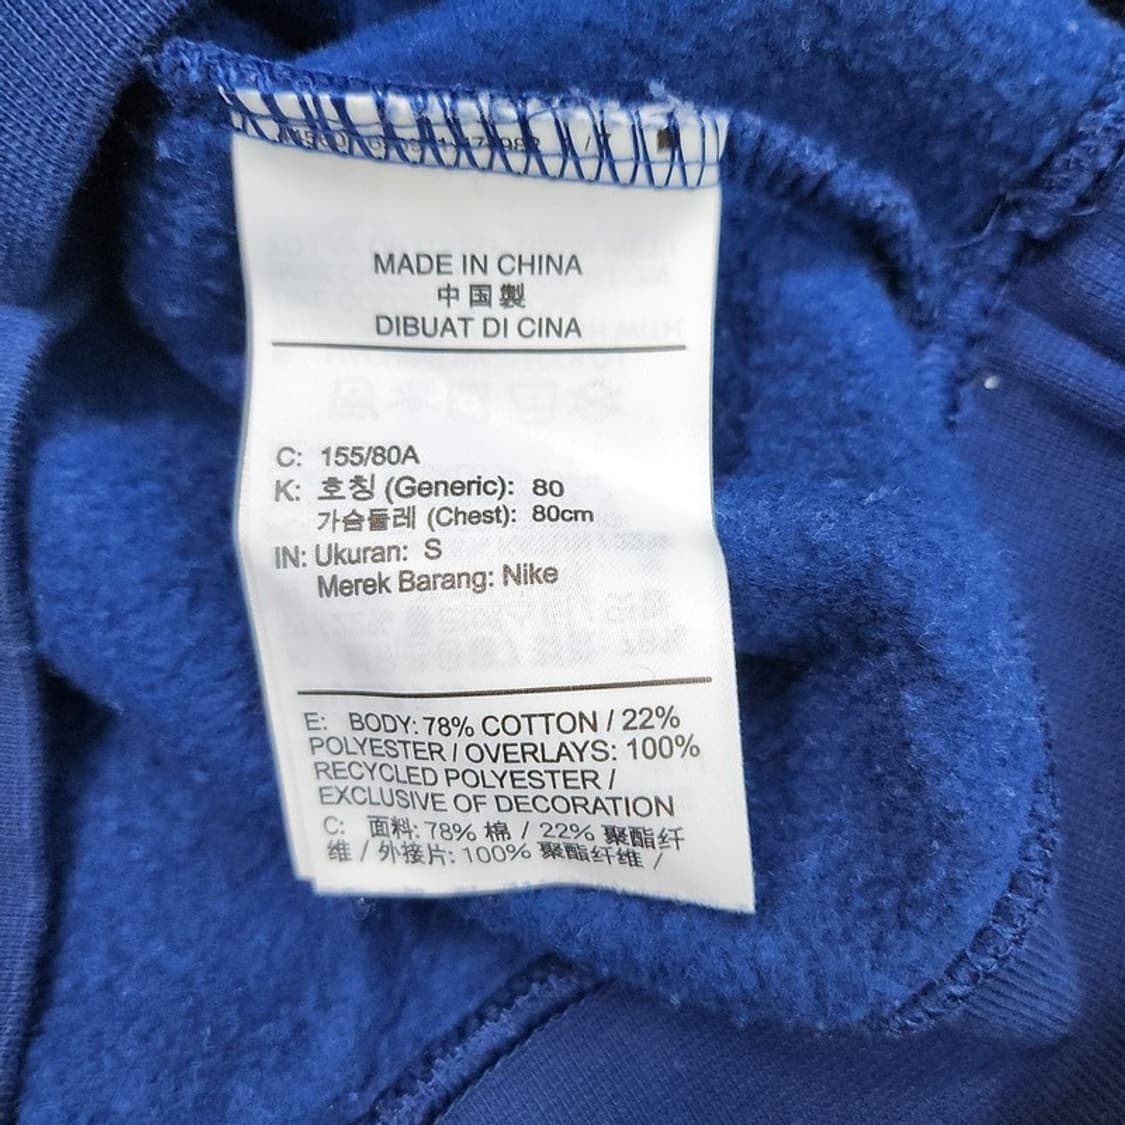 MADE IN CHINA
中国製
DIBUAT DI CINA
C: 155/80A
K: 호칭 (Generic): 80
가슴둘레 (Chest): 80cm
IN: Ukuran: S
Merek Barang: Nike
E: BODY: 78% COTTON / 22%
POLYESTER / OVERLAYS: 100%
RECYCLED POLYESTER /
EXCLUSIVE OF DECORATION
C: 面料: 78% 棉 / 22% 聚酯纤
维 / 外接片: 100% 聚酯纤维 /